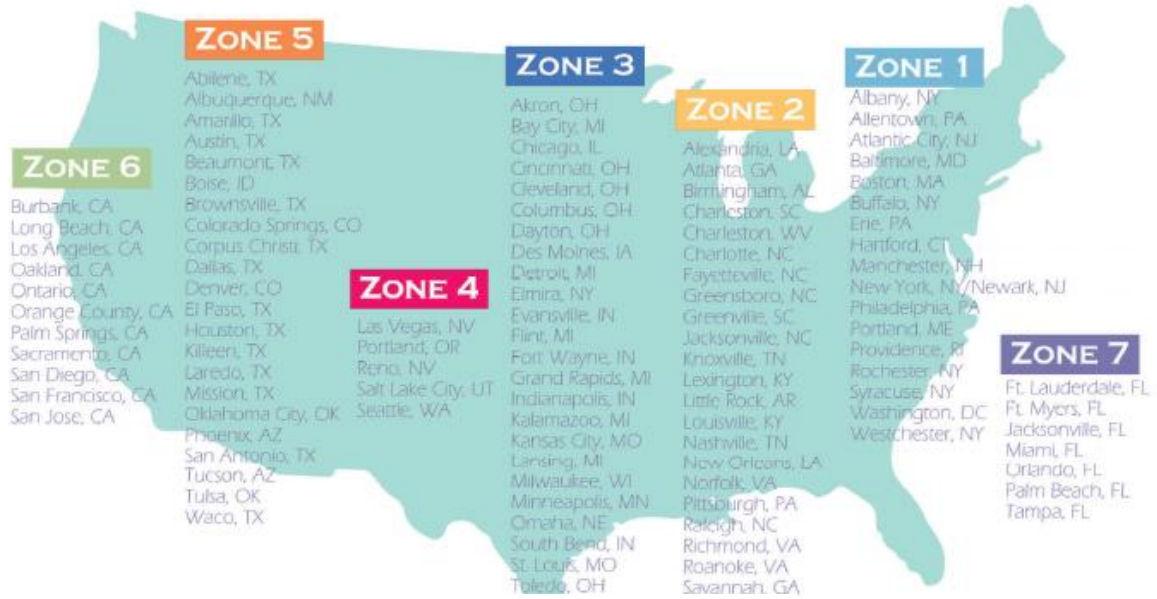 ZONE 5
Abilene, TX
Albuquerque, NM
Amarillo, TX
Austin, TX
Beaumont, TX
Boise, ID
Brownsville, TX
Colorado Springs, CO
Corpus Christi, TX
Dallas, TX
Denver, CO
El Paso, TX
Houston, TX
Killeen, TX
Laredo, TX
Mission, TX
Oklahoma City, OK
Phoenix, AZ
San Antonio, TX
Tucson, AZ
Tulsa, OK
Waco, TX
ZONE 3
Akron, OH
Bay City, MI
Chicago, IL
Cincinnati, OH
Cleveland, OH
Columbus, OH
Dayton, OH
Des Moines, IA
Detroit, MI
Elmira, NY
Evansville, IN
Flint, MI
Fort Wayne, IN
Grand Rapids, MI
Indianapolis, IN
Kalamazoo, MI
Kansas City, MO
Lansing, MI
Milwaukee, WI
Minneapolis, MN
Omaha, NE
South Bend, IN
St. Louis, MO
Toledo, OH
ZONE 1
Albany, NY
Allentown, PA
Atlantic City, NJ
Baltimore, MD
Boston, MA
Buffalo, NY
Erie, PA
Hartford, CT
Manchester, NH
New York, NY/Newark, NJ
Philadelphia, PA
Portland, ME
Providence, RI
Rochester, NY
Syracuse, NY
Washington, DC
Westchester, NY
ZONE 2
Alexandria, LA
Atlanta, GA
Birmingham, AL
Charleston, SC
Charleston, WV
Charlotte, NC
Fayetteville, NC
Greensboro, NC
Greenville, SC
Jacksonville, NC
Knoxville, TN
Lexington, KY
Little Rock, AR
Louisville, KY
Nashville, TN
New Orleans, LA
Norfolk, VA
Pittsburgh, PA
Raleigh, NC
Richmond, VA
Roanoke, VA
Savannah, GA
ZONE 6
Burbank, CA
Long Beach, CA
Los Angeles, CA
Oakland, CA
Ontario, CA
Orange County, CA
Palm Springs, CA
Sacramento, CA
San Diego, CA
San Francisco, CA
San Jose, CA
ZONE 4
Las Vegas, NV
Portland, OR
Reno, NV
Salt Lake City, UT
Seattle, WA
ZONE 7
Ft. Lauderdale, FL
Ft. Myers, FL
Jacksonville, FL
Miami, FL
Orlando, FL
Palm Beach, FL
Tampa, FL